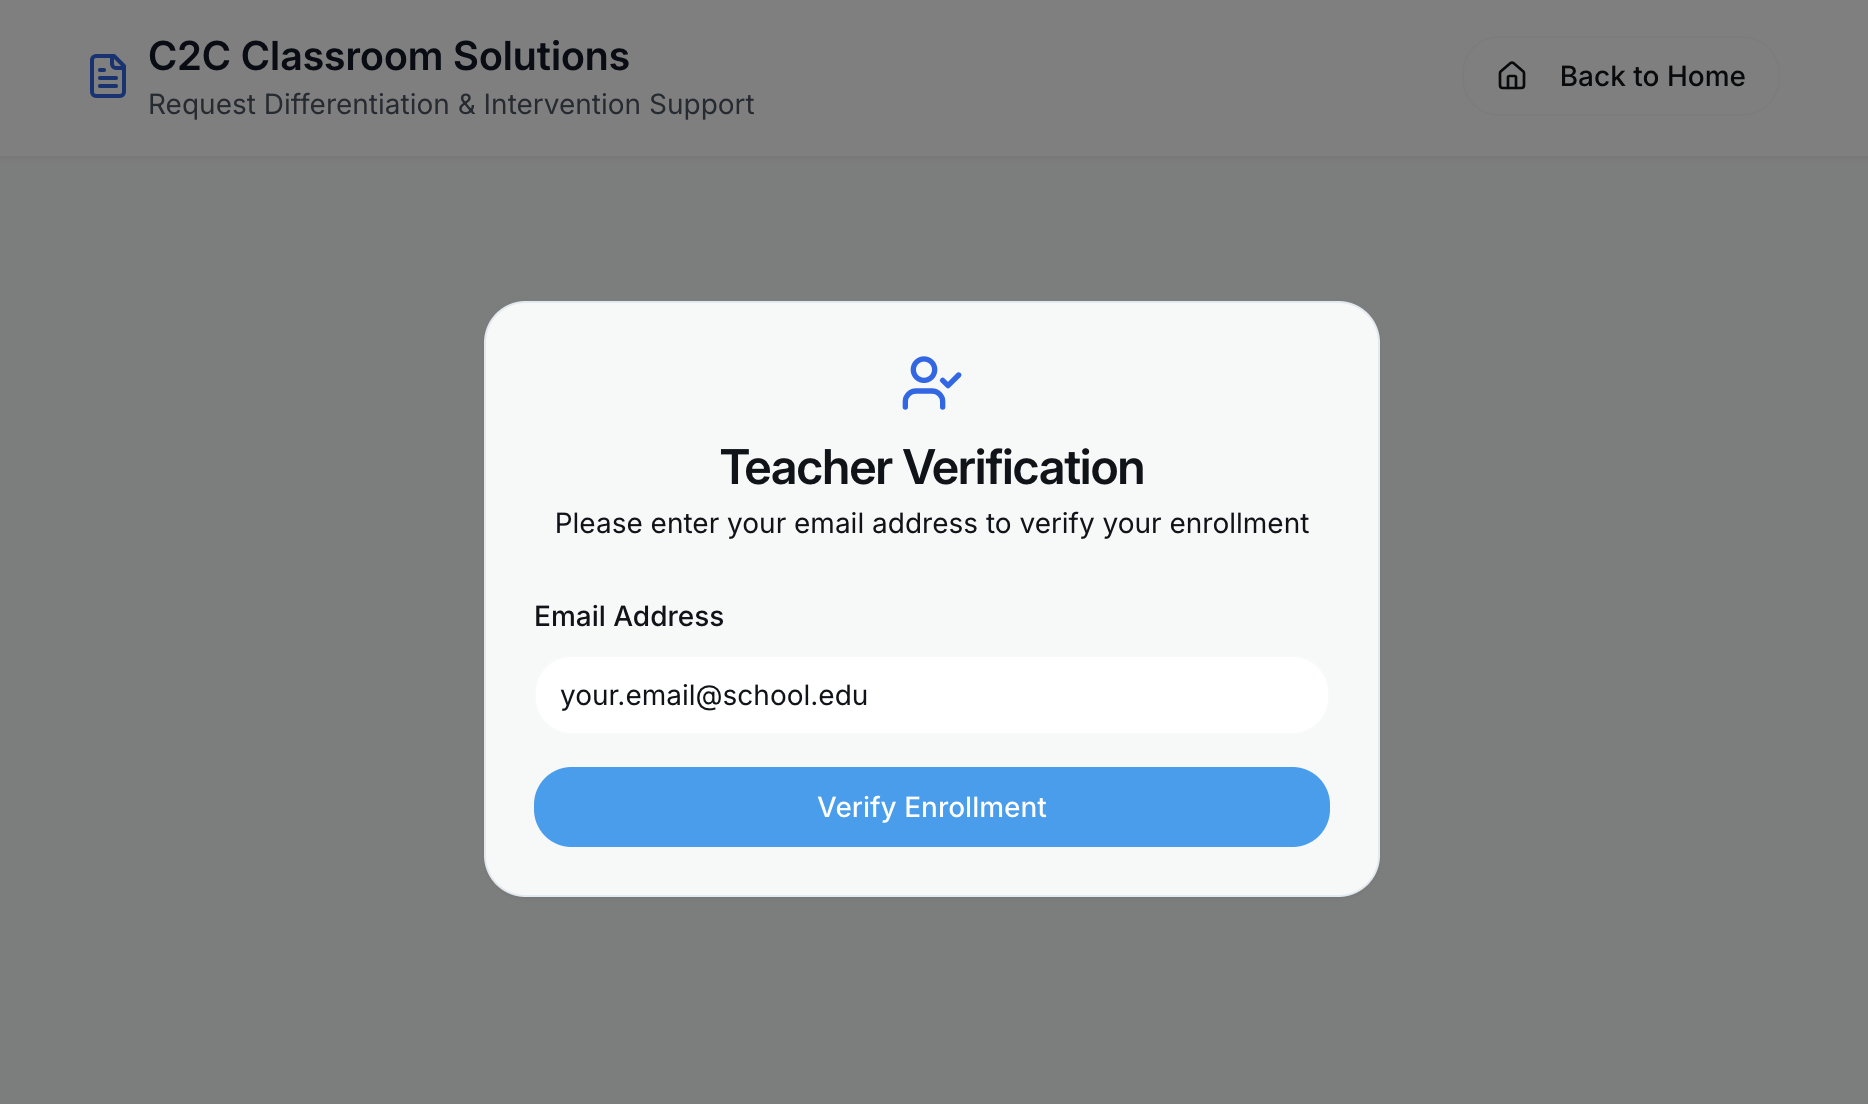 C2C Classroom Solutions
Request Differentiation & Intervention Support
Back to Home
Teacher Verification
Please enter your email address to verify your enrollment
Email Address
your.email@school.edu
Verify Enrollment